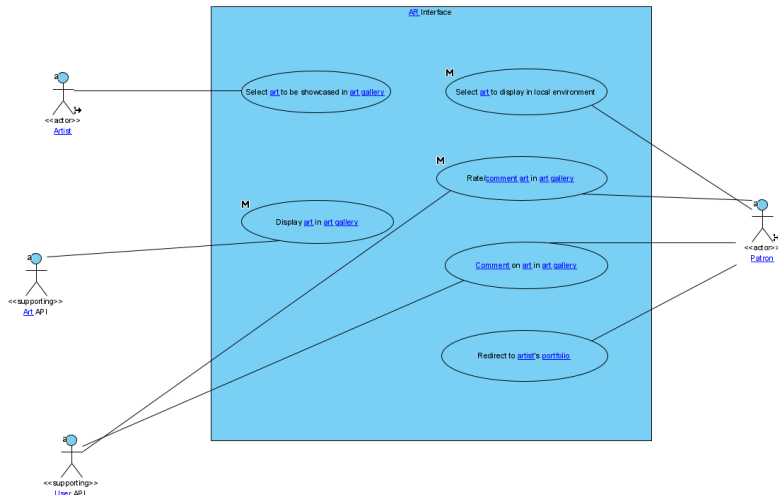 AR Interface
M
Select art to be showcased in art gallery
Select art to display in local environment
a
<<actor>>
Artist
M
Rate/comment art in art gallery
M
Display art in art gallery
a
<<actor>>
Patron
a
<<supporting>>
Art API
Comment on art in art gallery
Redirect to artist's portfolio
a
<<supporting>>
User API